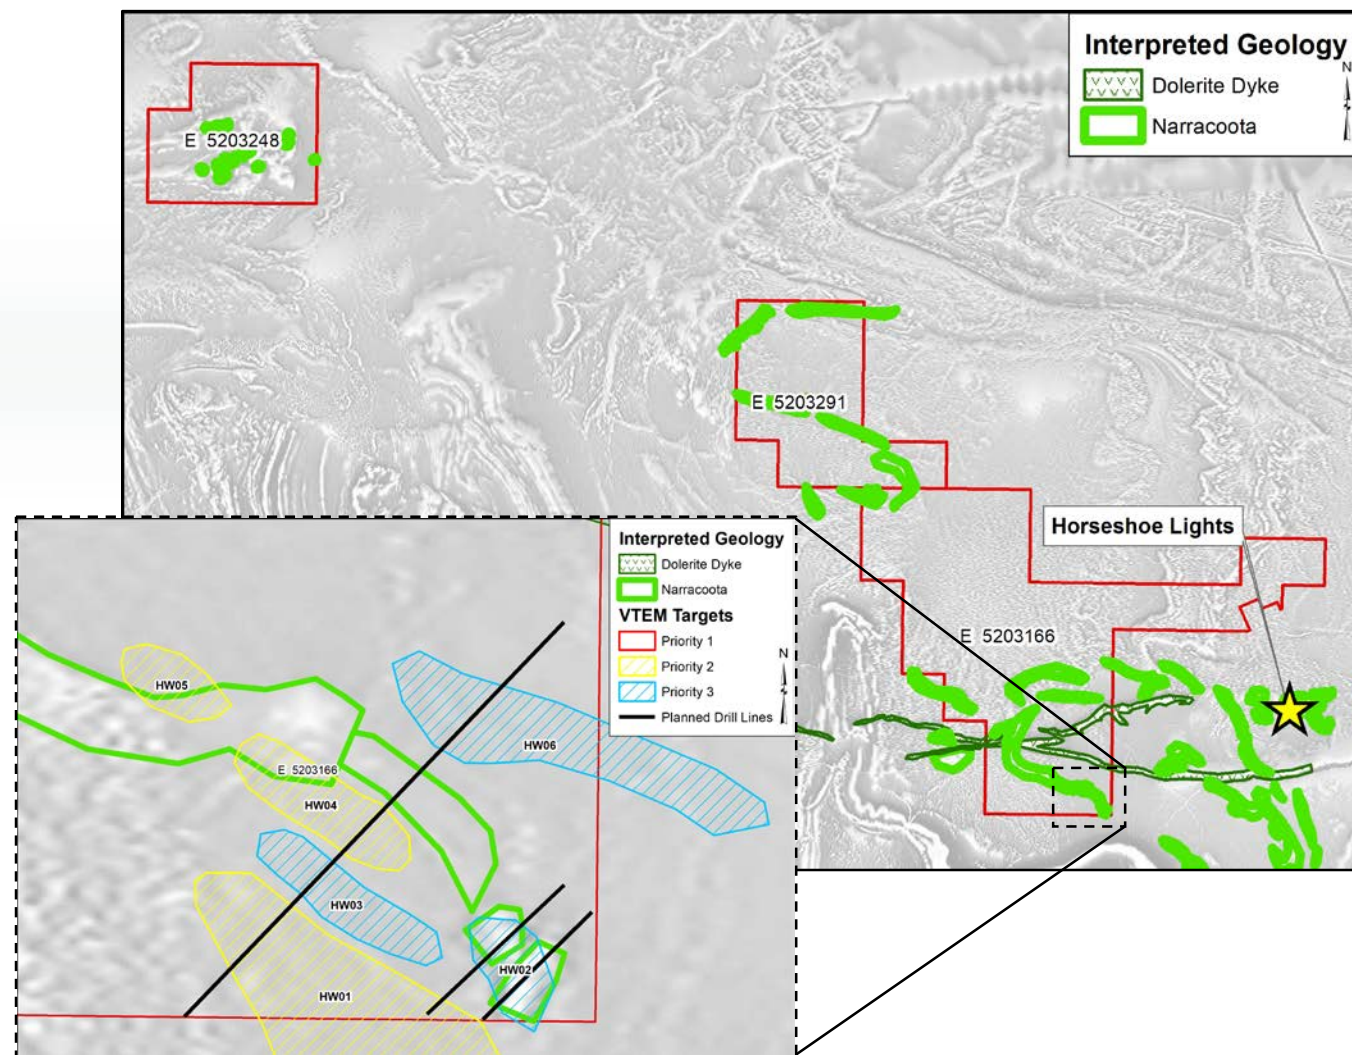 Interpreted Geology
N
Dolerite Dyke
Narracoota
E 5203248
E 5203291
Horseshoe Lights
E 5203166
Interpreted Geology
Dolerite Dyke
Narracoota
VTEM Targets
Priority 1
Priority 2
N
Priority 3
Planned Drill Lines
HW05
HW06
E 5203166
HW04
HW03
HW02
HW01